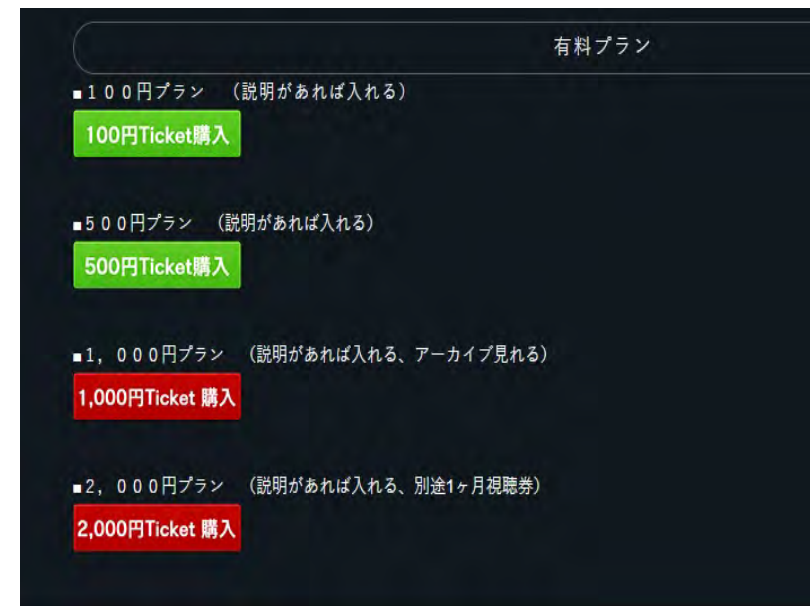 有料プラン
■１００円プラン　（説明があれば入れる）
100円Ticket購入
■５００円プラン　（説明があれば入れる）
500円Ticket購入
■１，０００円プラン　（説明があれば入れる、アーカイブ見れる）
1,000円Ticket 購入
■２，０００円プラン　（説明があれば入れる、別途1ヶ月視聴券）
2,000円Ticket 購入